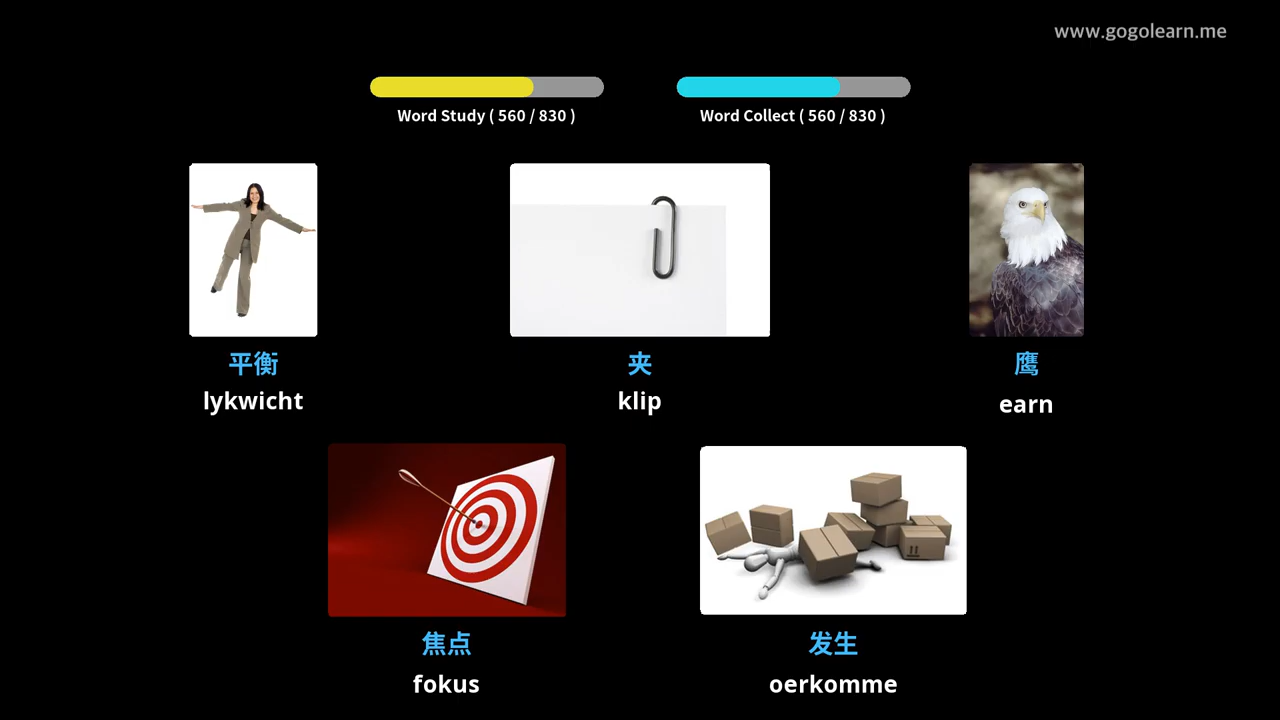 www.gogolearn.me
Word Study ( 560 / 830 )
Word Collect ( 560 / 830 )
平衡
lykwicht
夹
klip
鹰
earn
焦点
fokus
发生
oerkomme